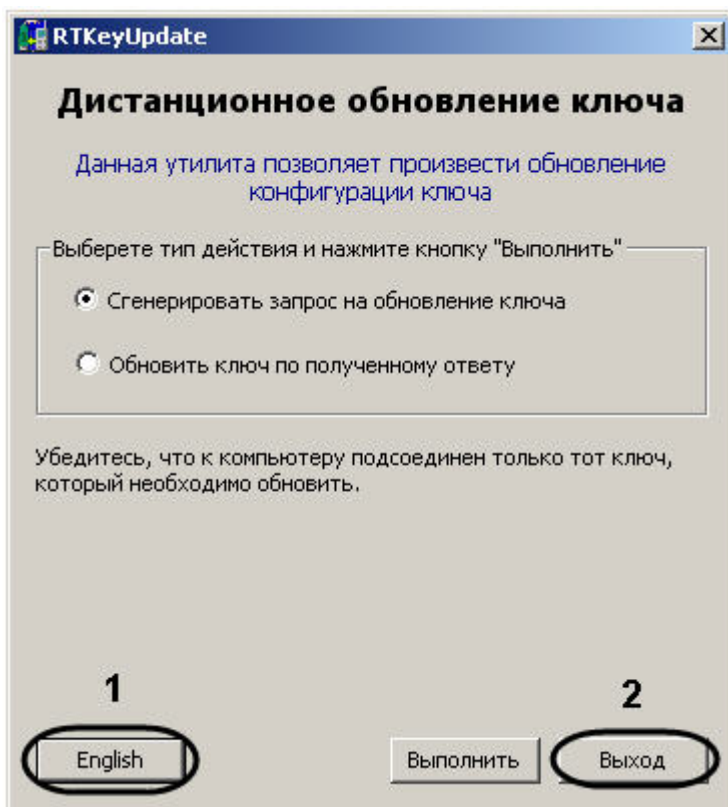 RTKeyUpdate
Дистанционное обновление ключа
Данная утилита позволяет произвести обновление
конфигурации ключа
Выберете тип действия и нажмите кнопку "Выполнить"
Сгенерировать запрос на обновление ключа
Обновить ключ по полученному ответу
Убедитесь, что к компьютеру подсоединен только тот ключ,
который необходимо обновить.
1
2
English
Выполнить
Выход